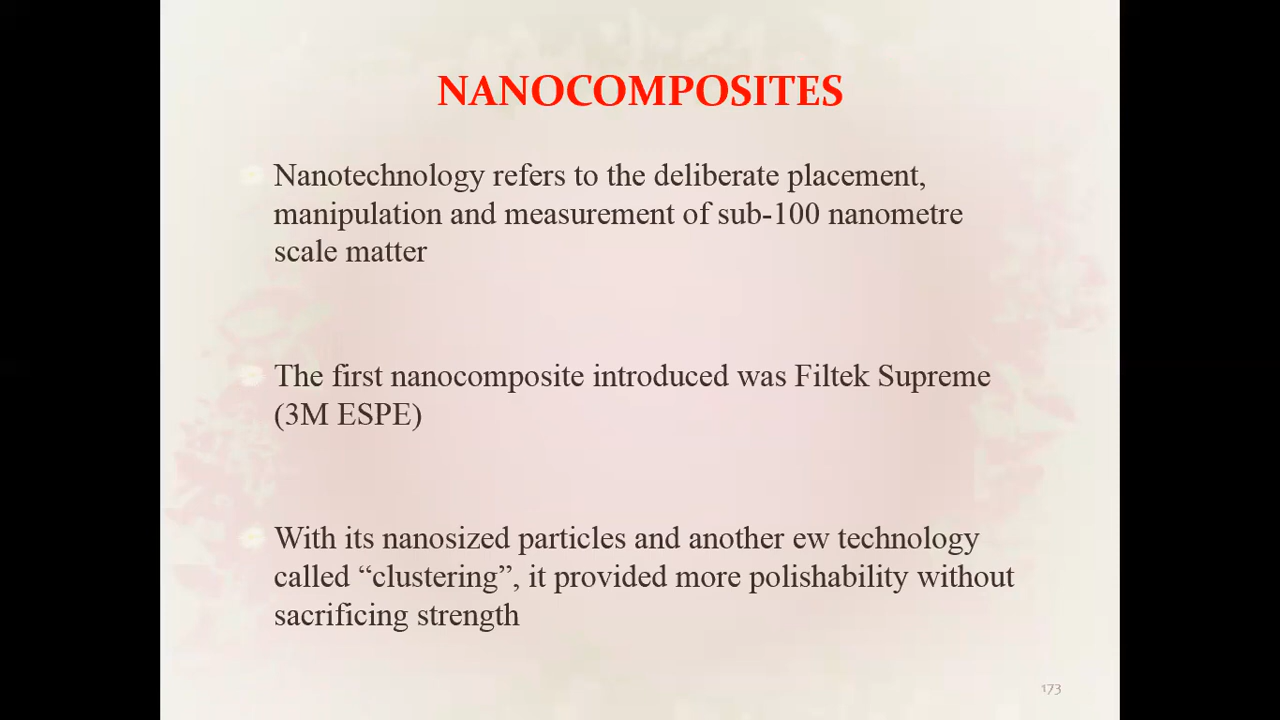 NANOCOMPOSITES
Nanotechnology refers to the deliberate placement,
manipulation and measurement of sub-100 nanometre
scale matter
The first nanocomposite introduced was Filtek Supreme
(3M ESPE)
With its nanosized particles and another ew technology
called “clustering”, it provided more polishability without
sacrificing strength
173